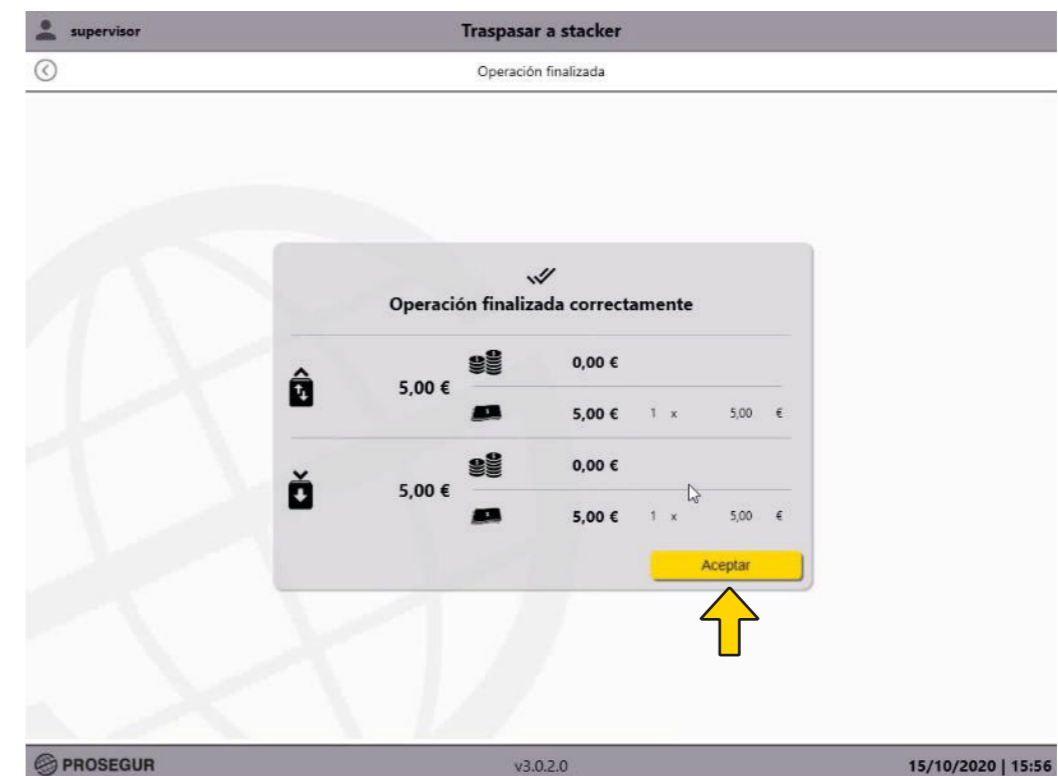 supervisor Traspasar a stacker
Operación finalizada
Operación finalizada correctamente
0,00 €
5,00 €
5,00 € 1 x 5,00 €
0,00 €
5,00 €
5,00 € 1 x 5,00 €
Aceptar
PROSEGUR v3.0.2.0 15/10/2020 | 15:56